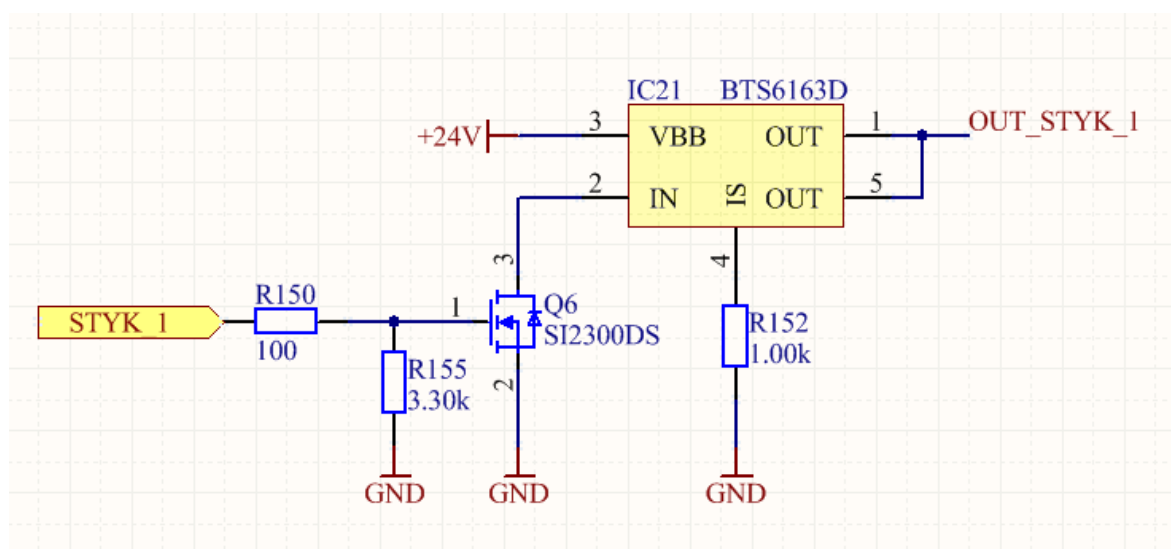 IC21 BTS6163D
+24V 3 VBB OUT 1 OUT_STYK_1
2 IN IS OUT 5
4
3
R150 1 Q6
STYK_1 SI2300DS R152
100 R155 1.00k
3.30k 2
GND GND GND